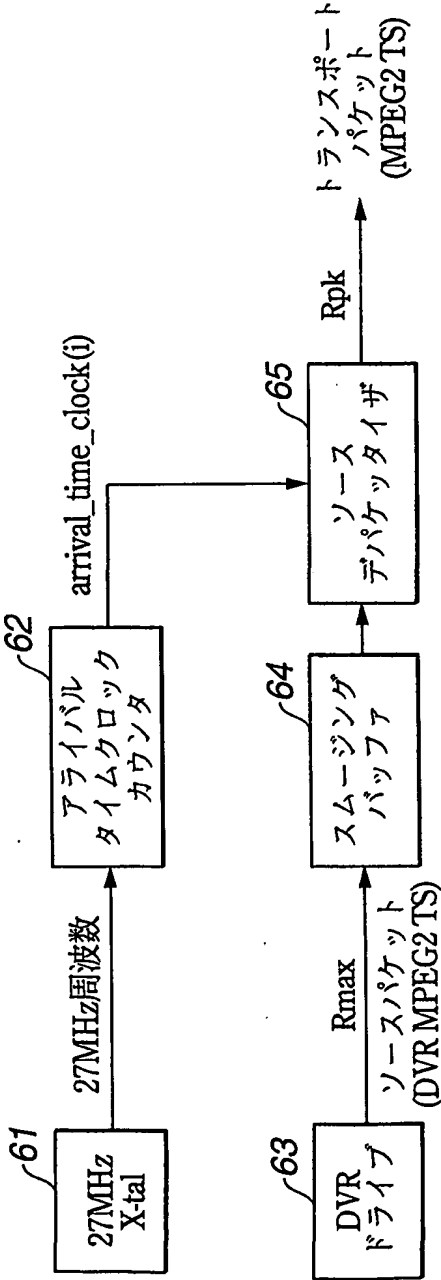 61
27MHz
X-tal
27MHz周波数
62
アライバル
タイムクロック
カウンタ
arrival_time_clock(i)
63
DVR
ドライブ
Rmax
ソースパケット
(DVR MPEG2 TS)
64
スムージング
バッファ
65
ソース
デパケッタイザ
Rpk
トランスポート
パケット
(MPEG2 TS)